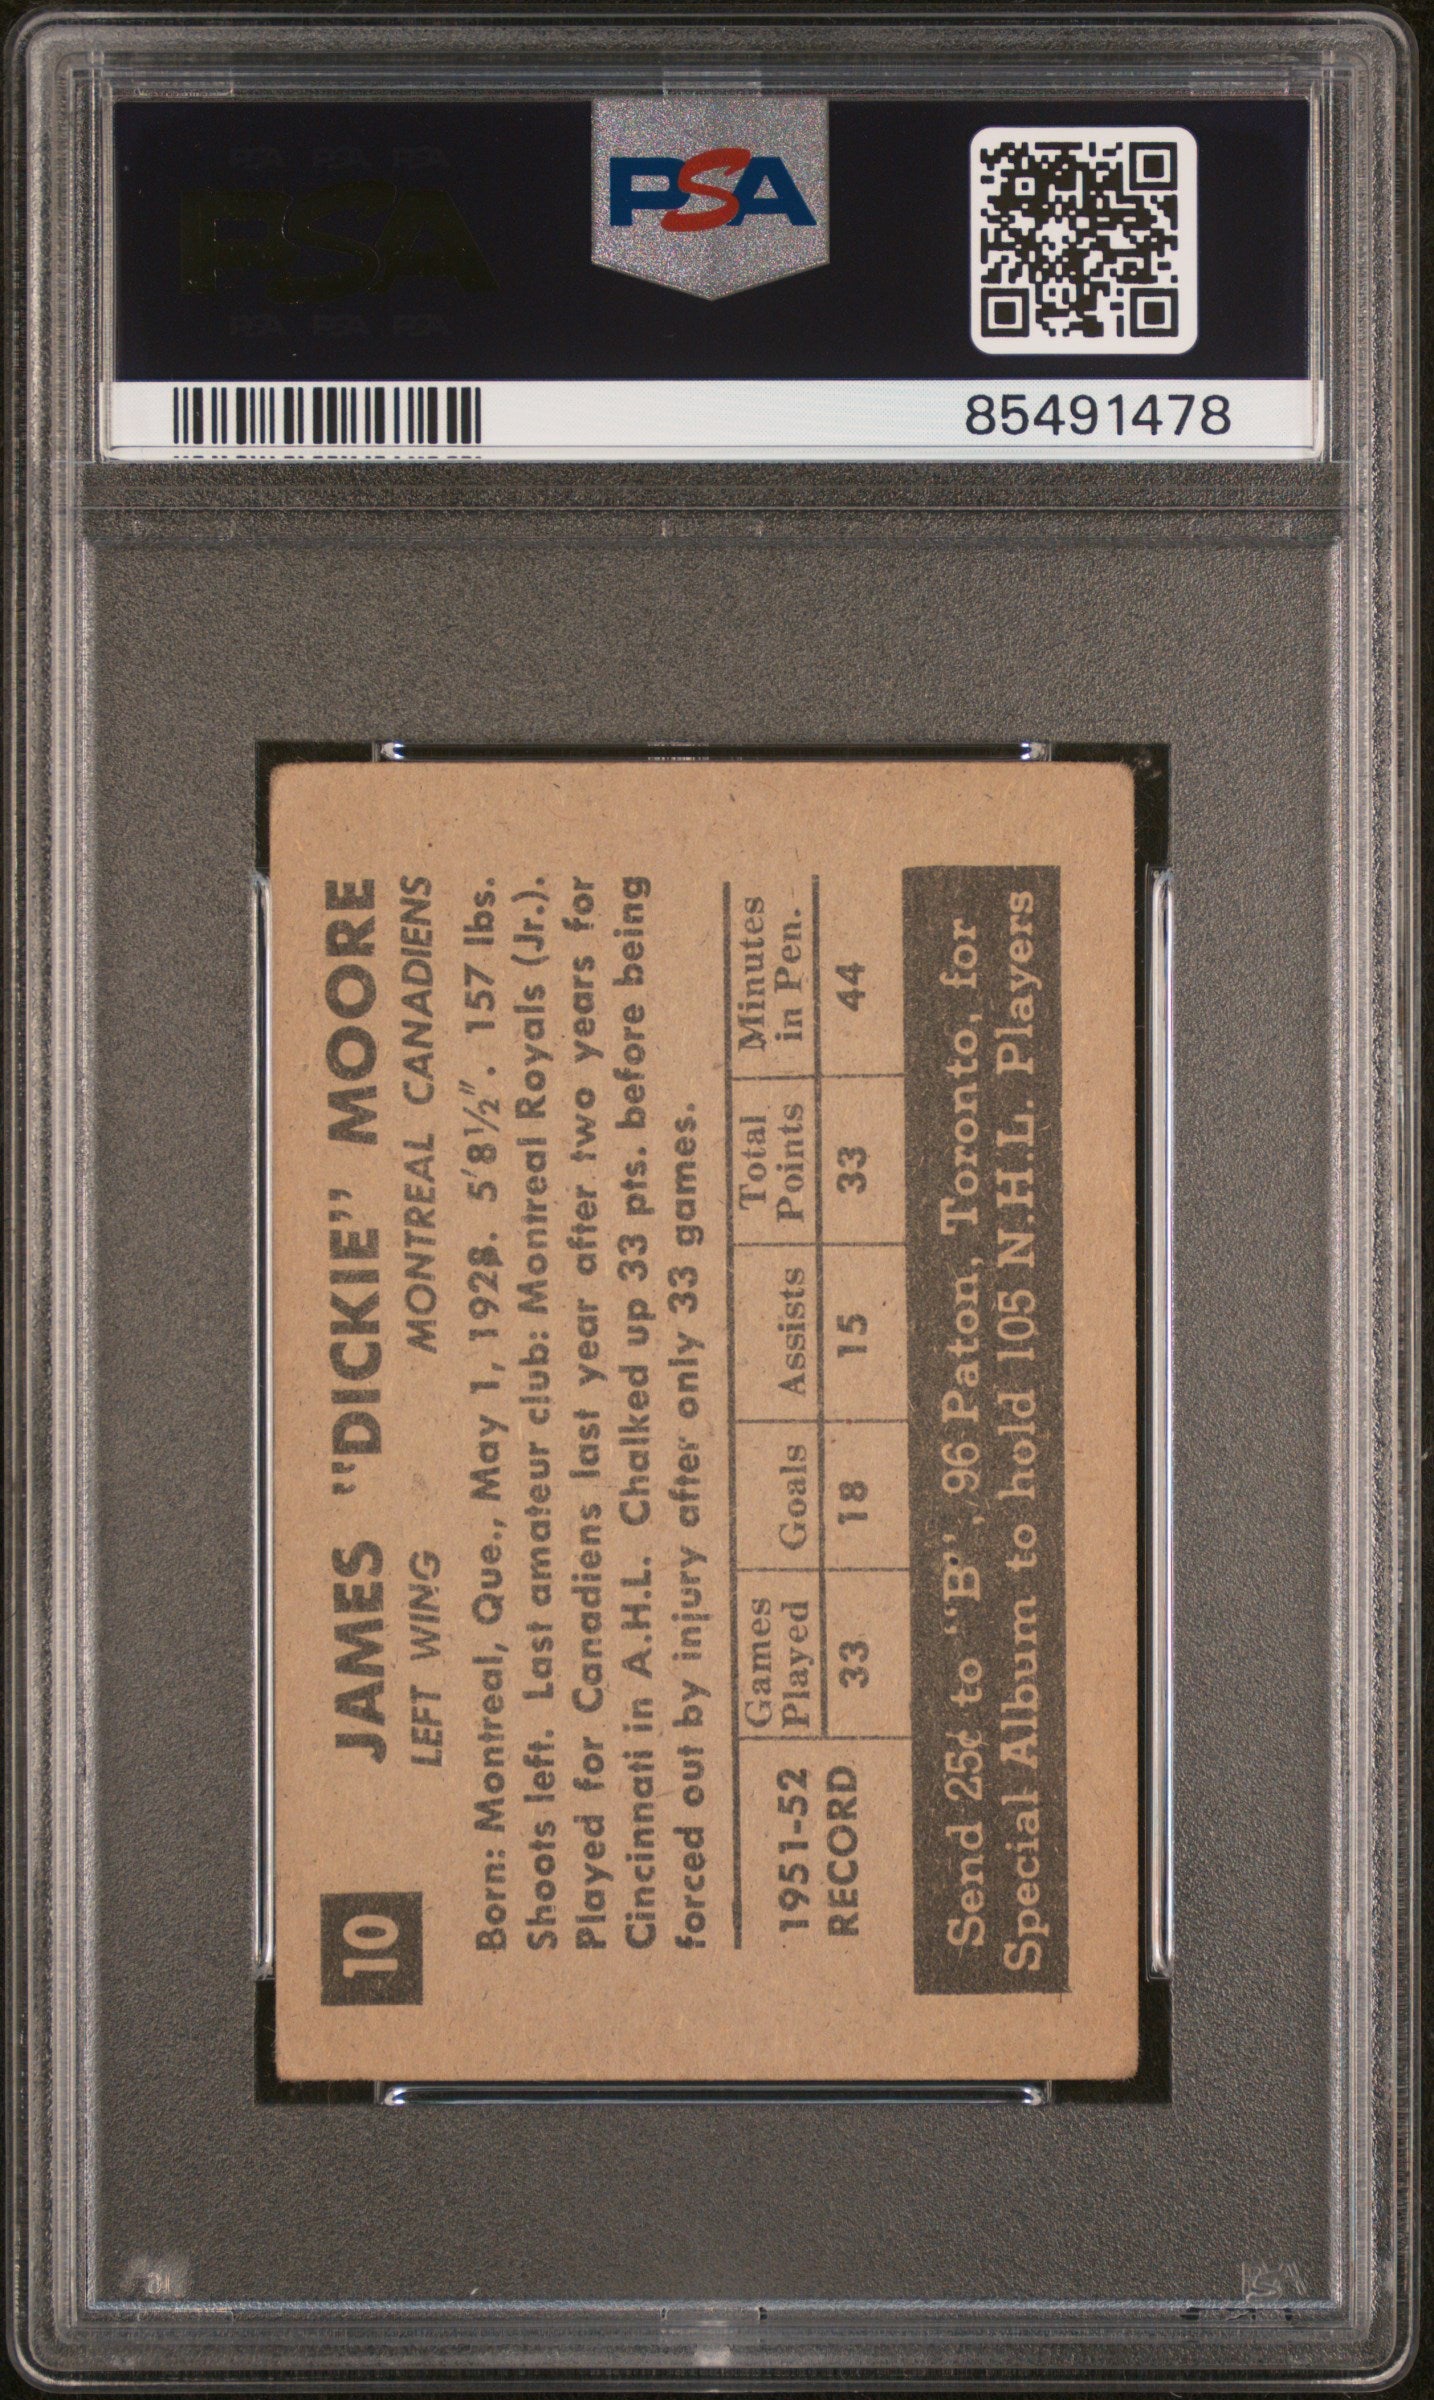 PSA
85491478
10
JAMES "DICKIE" MOORE
LEFT WING MONTREAL CANADIENS
Born: Montreal, Que., May 1, 1928. 5'8½". 157 lbs.
Shoots left. Last amateur club: Montreal Royals (Jr.).
Played for Canadiens last year after two years for
Cincinnati in A.H.L. Chalked up 33 pts. before being
forced out by injury after only 33 games.
1951-52 RECORD
Games Played Goals Assists Total Points Minutes in Pen.
33 18 15 33 44
Send 25¢ to "B", 96 Paton, Toronto, for
Special Album to hold 105 N.H.L. Players